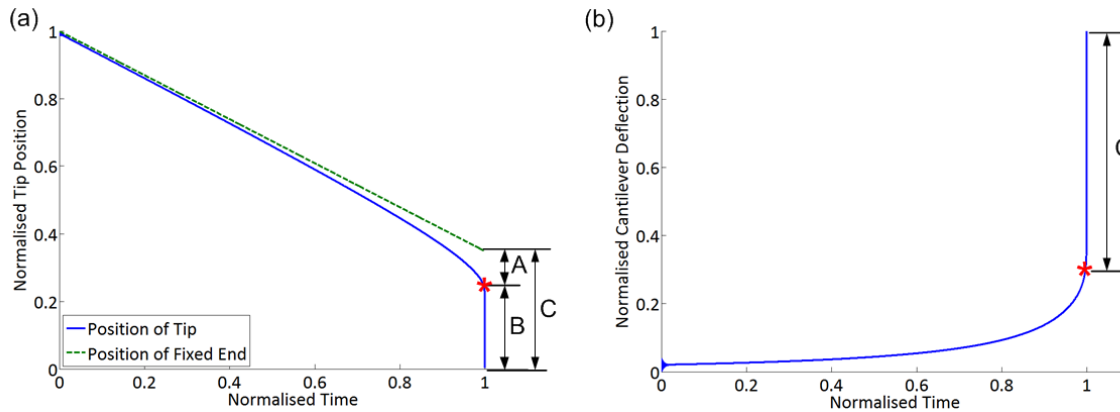 (a)
1
0.8
0.6
0.4
0.2
0
Normalised Tip Position
Position of Tip
Position of Fixed End
A
B
C
0
0.2
0.4
0.6
0.8
1
Normalised Time
(b)
1
0.8
0.6
0.4
0.2
0
Normalised Cantilever Deflection
0
0.2
0.4
0.6
0.8
1
Normalised Time